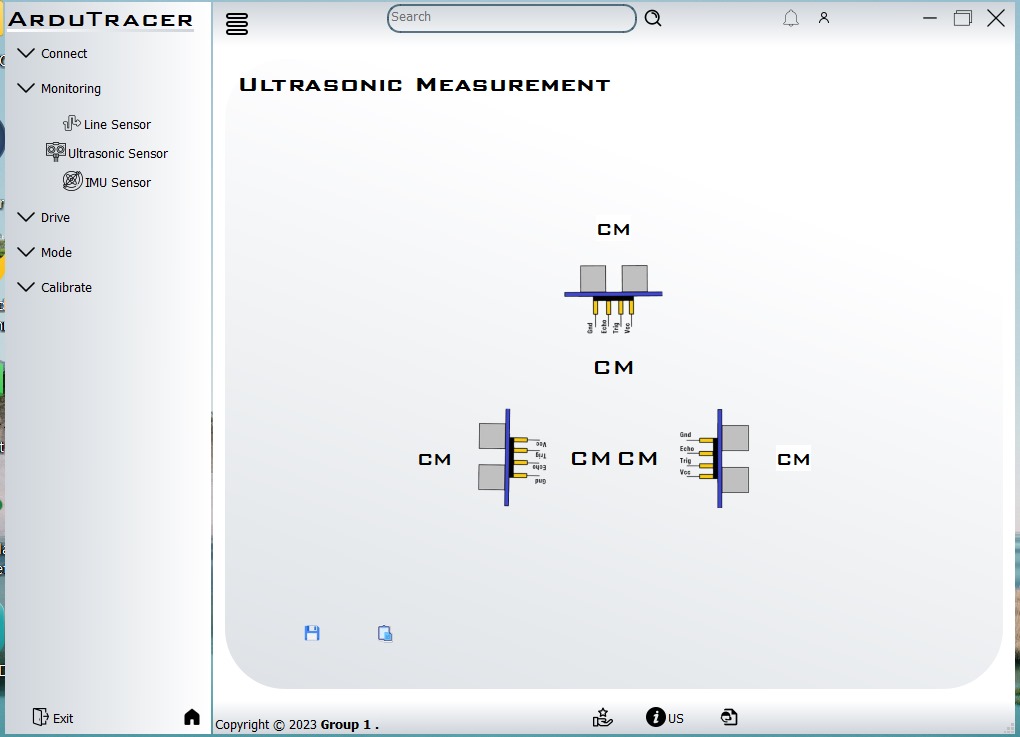 ARDUTRACER
Search
Connect
Monitoring
Line Sensor
Ultrasonic Sensor
IMU Sensor
Drive
Mode
Calibrate
Exit
ULTRASONIC MEASUREMENT
CM
Gnd Echo Trig Vcc
CM
CM
Vcc
Trig
Echo
Gnd
CM CM
Gnd
Echo
Trig
Vcc
CM
Copyright © 2023 Group 1 .
i US